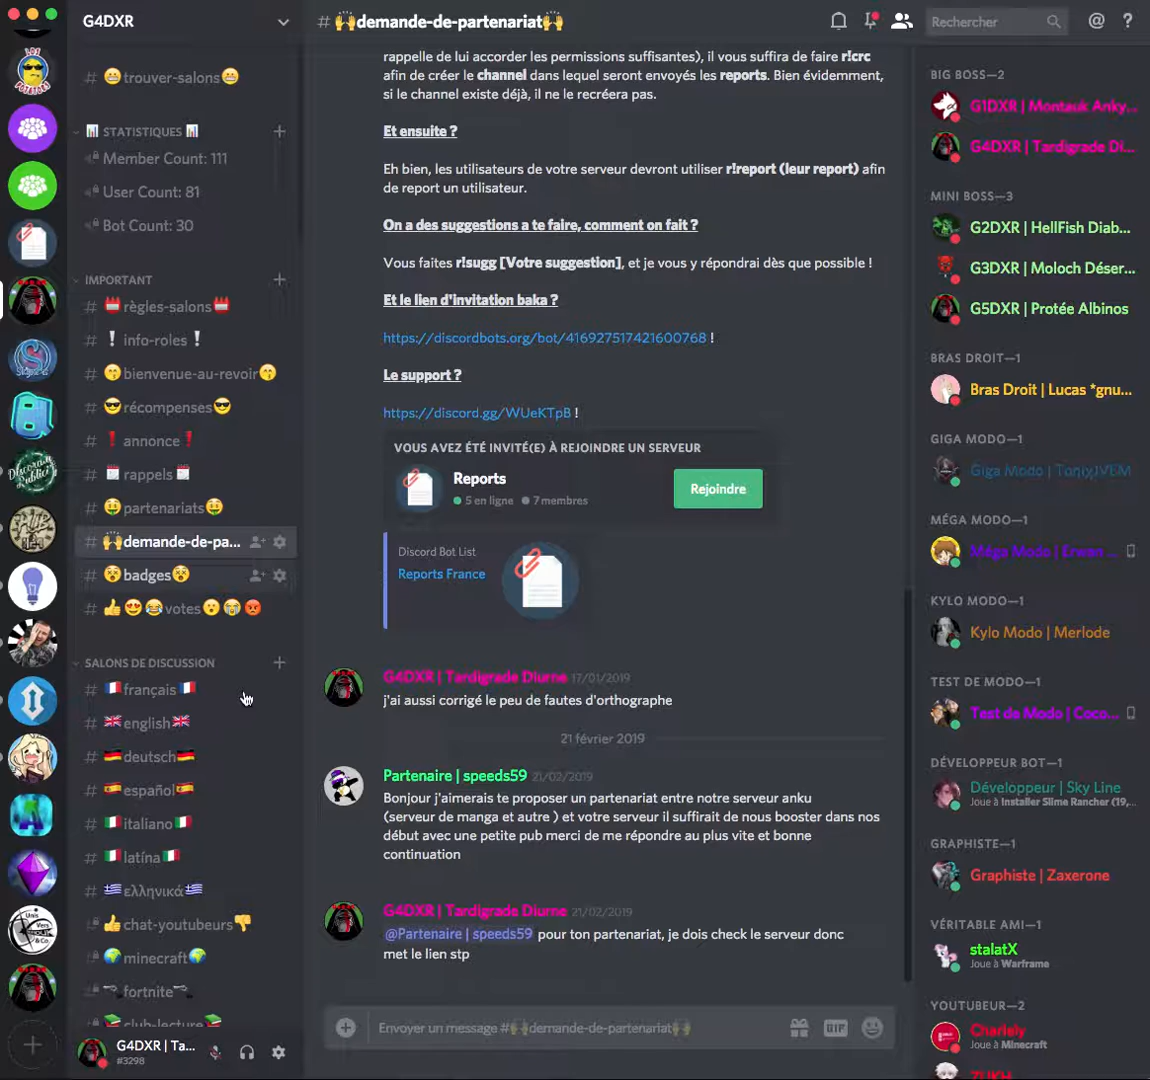 G4DXR
# 🙌demande-de-partenariat🙌
Rechercher
# 😬trouver-salons😬
📊 STATISTIQUES 📊
Member Count: 111
User Count: 81
Bot Count: 30
IMPORTANT
# 📛règles-salons📛
# ❕info-roles❕
# 😙bienvenue-au-revoir😙
# 😎récompenses😎
# ❗annonce❗
# 🗓rappels🗓
# 🤑partenariats🤑
# 🙌demande-de-pa...
# 😵badges😵
# 👍😍😂votes😮😭😡
SALONS DE DISCUSSION
# 🇫🇷français🇫🇷
# 🇬🇧english🇬🇧
# 🇩🇪deutsch🇩🇪
# 🇪🇸español🇪🇸
# 🇮🇹italiano🇮🇹
# 🇮🇹latína🇮🇹
# 🇬🇷ελληνικά🇬🇷
# 👍chat-youtubeurs👎
# 🌍minecraft🌍
# 🔫fortnite🔫
# 📚club-lecture📚
G4DXR | Ta...
#3298
rappelle de lui accorder les permissions suffisantes), il vous suffira de faire r!crc
afin de créer le channel dans lequel seront envoyés les reports. Bien évidemment,
si le channel existe déjà, il ne le recréera pas.
Et ensuite ?
Eh bien, les utilisateurs de votre serveur devront utiliser r!report (leur report) afin
de report un utilisateur.
On a des suggestions a te faire, comment on fait ?
Vous faites r!sugg [Votre suggestion], et je vous y répondrai dès que possible !
Et le lien d'invitation baka ?
https://discordbots.org/bot/416927517421600768 !
Le support ?
https://discord.gg/WUeKTpB !
VOUS AVEZ ÉTÉ INVITÉ(E) À REJOINDRE UN SERVEUR
Reports
5 en ligne 7 membres
Rejoindre
Discord Bot List
Reports France
G4DXR | Tardigrade Diurne 17/01/2019
j'ai aussi corrigé le peu de fautes d'orthographe
21 février 2019
Partenaire | speeds59 21/02/2019
Bonjour j'aimerais te proposer un partenariat entre notre serveur anku
(serveur de manga et autre ) et votre serveur il suffirait de nous booster dans nos
début avec une petite pub merci de me répondre au plus vite et bonne
continuation
G4DXR | Tardigrade Diurne 21/02/2019
@Partenaire | speeds59 pour ton partenariat, je dois check le serveur donc
met le lien stp
Envoyer un message #🙌demande-de-partenariat🙌
GIF
BIG BOSS—2
G1DXR | Montauk Anky...
G4DXR | Tardigrade Di...
MINI BOSS—3
G2DXR | HellFish Diab...
G3DXR | Moloch Déser...
G5DXR | Protée Albinos
BRAS DROIT—1
Bras Droit | Lucas *gnu...
GIGA MODO—1
Giga Modo | TonixJVEM
MÉGA MODO—1
Méga Modo | Erwan ...
KYLO MODO—1
Kylo Modo | Merlode
TEST DE MODO—1
Test de Modo | Coco...
DÉVELOPPEUR BOT—1
Développeur | Sky Line
Joue à Installer Slime Rancher (19,...
GRAPHISTE—1
Graphiste | Zaxerone
VÉRITABLE AMI—1
stalatX
Joue à Warframe
YOUTUBEUR—2
Charlely
Joue à Minecraft
ZUKH